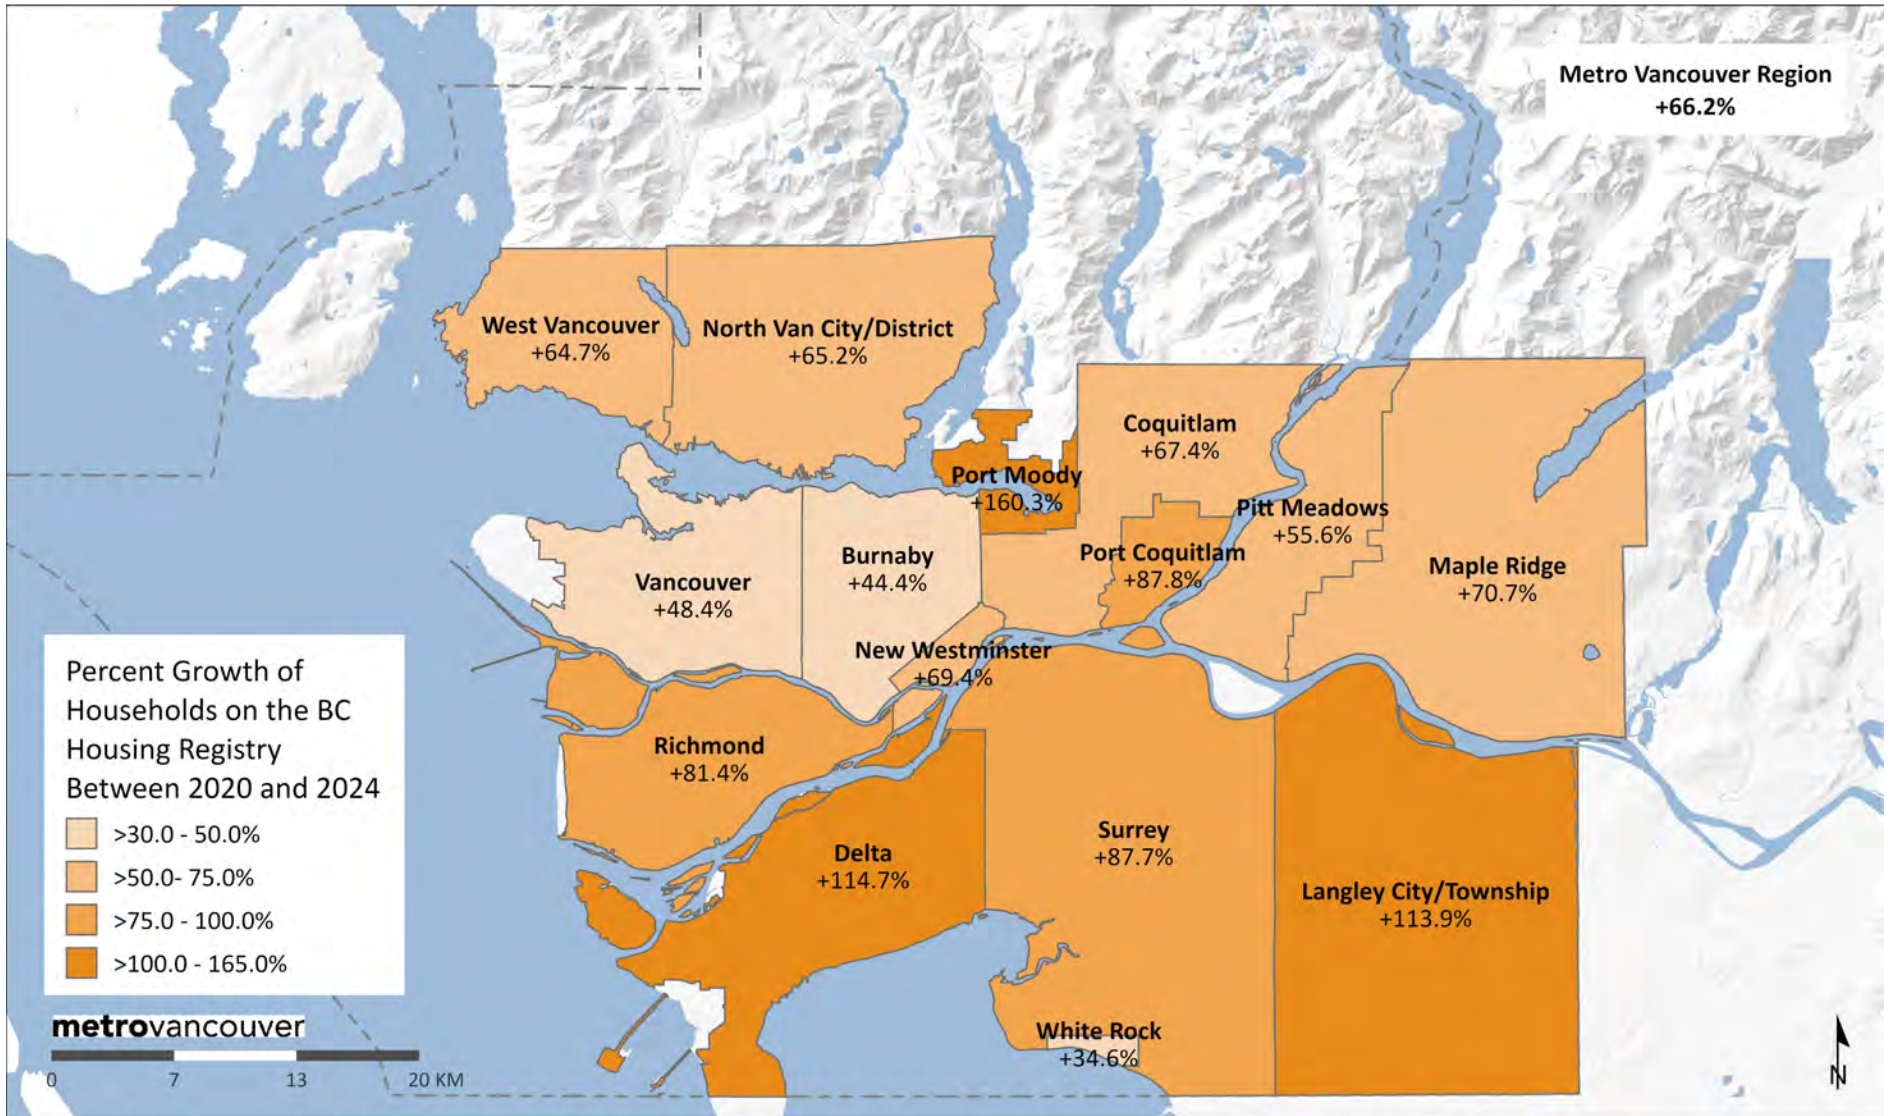 Metro Vancouver Region
+66.2%
West Vancouver
+64.7%
North Van City/District
+65.2%
Coquitlam
+67.4%
Port Moody
+160.3%
Pitt Meadows
+55.6%
Port Coquitlam
+87.8%
Burnaby
+44.4%
Vancouver
+48.4%
Maple Ridge
+70.7%
New Westminster
+69.4%
Richmond
+81.4%
Surrey
+87.7%
Delta
+114.7%
Langley City/Township
+113.9%
White Rock
+34.6%
Percent Growth of
Households on the BC
Housing Registry
Between 2020 and 2024
>30.0 - 50.0%
>50.0- 75.0%
>75.0 - 100.0%
>100.0 - 165.0%
metrovancouver
0 7 13 20 KM
N